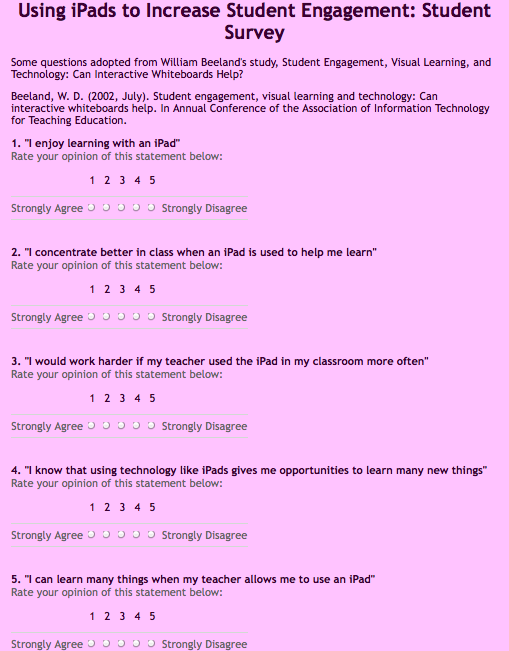 Using iPads to Increase Student Engagement: Student
Survey
Some questions adopted from William Beeland's study, Student Engagement, Visual Learning, and
Technology: Can Interactive Whiteboards Help?
Beeland, W. D. (2002, July). Student engagement, visual learning and technology: Can
interactive whiteboards help. In Annual Conference of the Association of Information Technology
for Teaching Education.
1. "I enjoy learning with an iPad"
Rate your opinion of this statement below:
1 2 3 4 5
Strongly Agree Strongly Disagree
2. "I concentrate better in class when an iPad is used to help me learn"
Rate your opinion of this statement below:
1 2 3 4 5
Strongly Agree Strongly Disagree
3. "I would work harder if my teacher used the iPad in my classroom more often"
Rate your opinion of this statement below:
1 2 3 4 5
Strongly Agree Strongly Disagree
4. "I know that using technology like iPads gives me opportunities to learn many new things"
Rate your opinion of this statement below:
1 2 3 4 5
Strongly Agree Strongly Disagree
5. "I can learn many things when my teacher allows me to use an iPad"
Rate your opinion of this statement below:
1 2 3 4 5
Strongly Agree Strongly Disagree